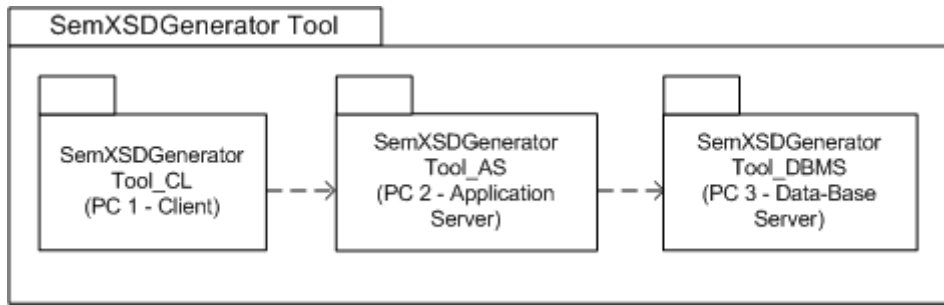 SemXSDGenerator Tool
SemXSDGenerator
Tool_CL
(PC 1 - Client)
SemXSDGenerator
Tool_AS
(PC 2 - Application
Server)
SemXSDGenerator
Tool_DBMS
(PC 3 - Data-Base
Server)